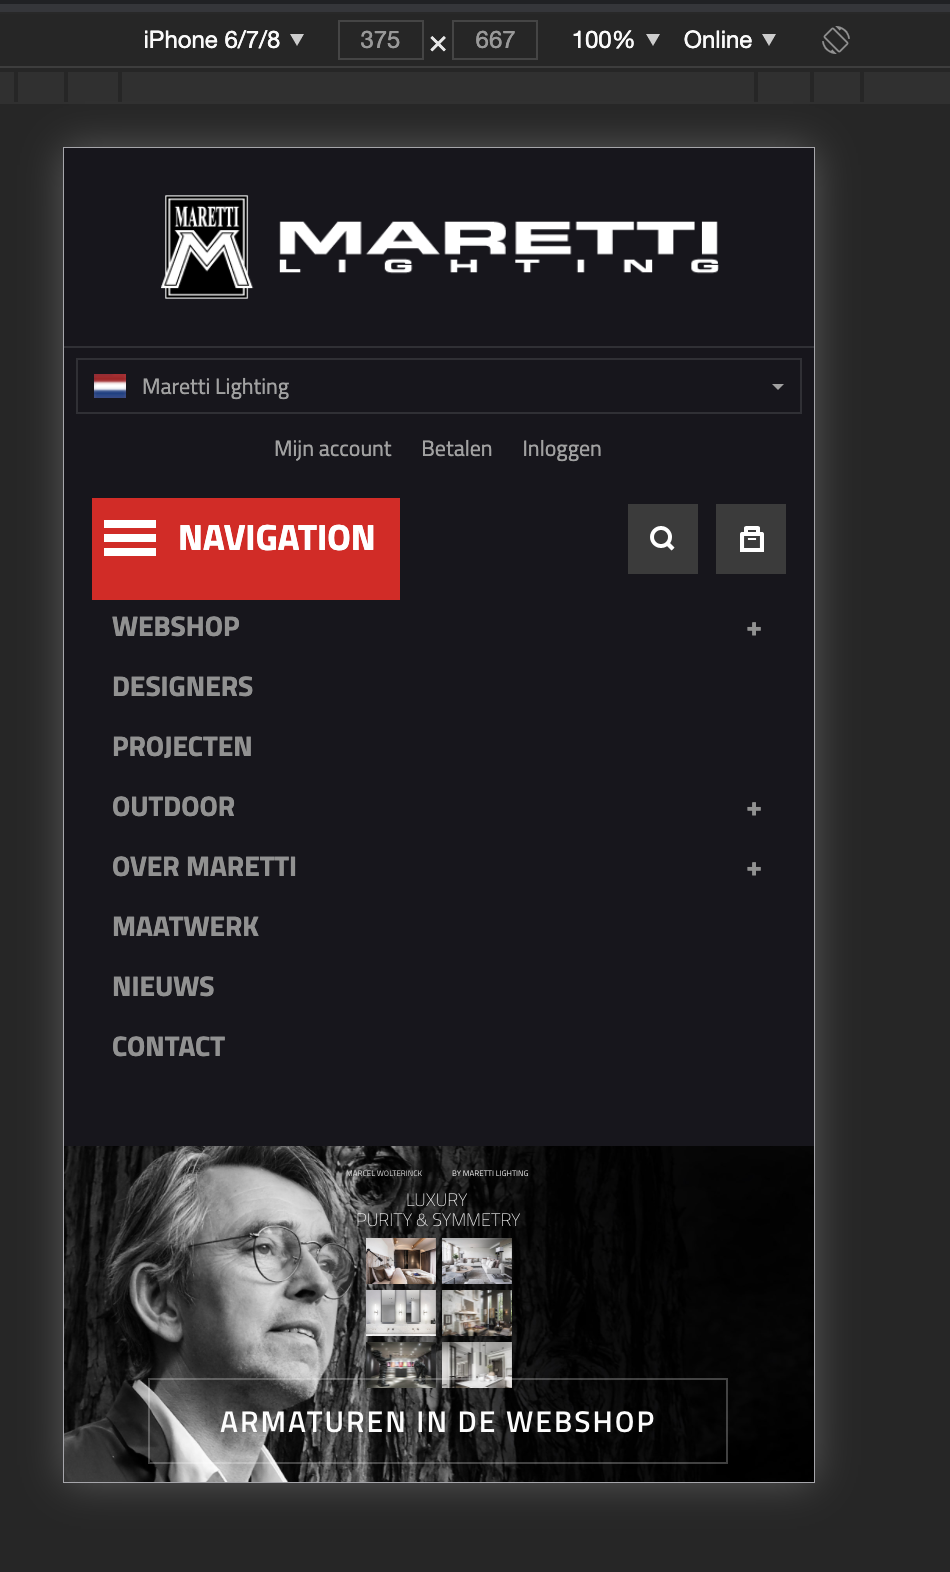 iPhone 6/7/8 375 × 667 100% Online
MARETTI
M
MARETTI
LIGHTING
Maretti Lighting
Mijn account Betalen Inloggen
NAVIGATION
WEBSHOP +
DESIGNERS
PROJECTEN
OUTDOOR +
OVER MARETTI +
MAATWERK
NIEUWS
CONTACT
MARCEL WOLTERINCK BY MARETTI LIGHTING
LUXURY
PURITY & SYMMETRY
ARMATUREN IN DE WEBSHOP